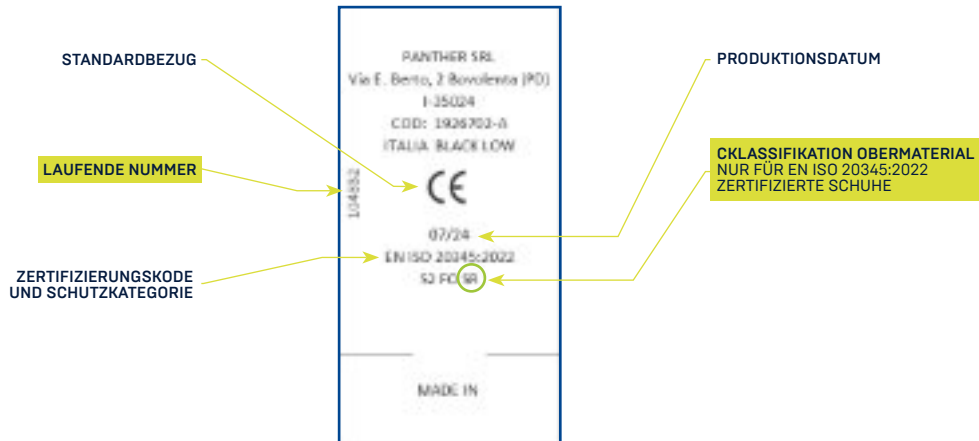 STANDARDBEZUG
LAUFENDE NUMMER
ZERTIFIZIERUNGSKODE
UND SCHUTZKATEGORIE
PANTHER SRL
Via E. Berto, 2 Bovolenta (PD)
I-35024
COD: 1926702-A
ITALIA BLACK LOW
104852
CE
07/24
EN ISO 20345:2022
S2 FO SR
MADE IN
PRODUKTIONSDATUM
CKLASSIFIKATION OBERMATERIAL
NUR FÜR EN ISO 20345:2022
ZERTIFIZIERTE SCHUHE